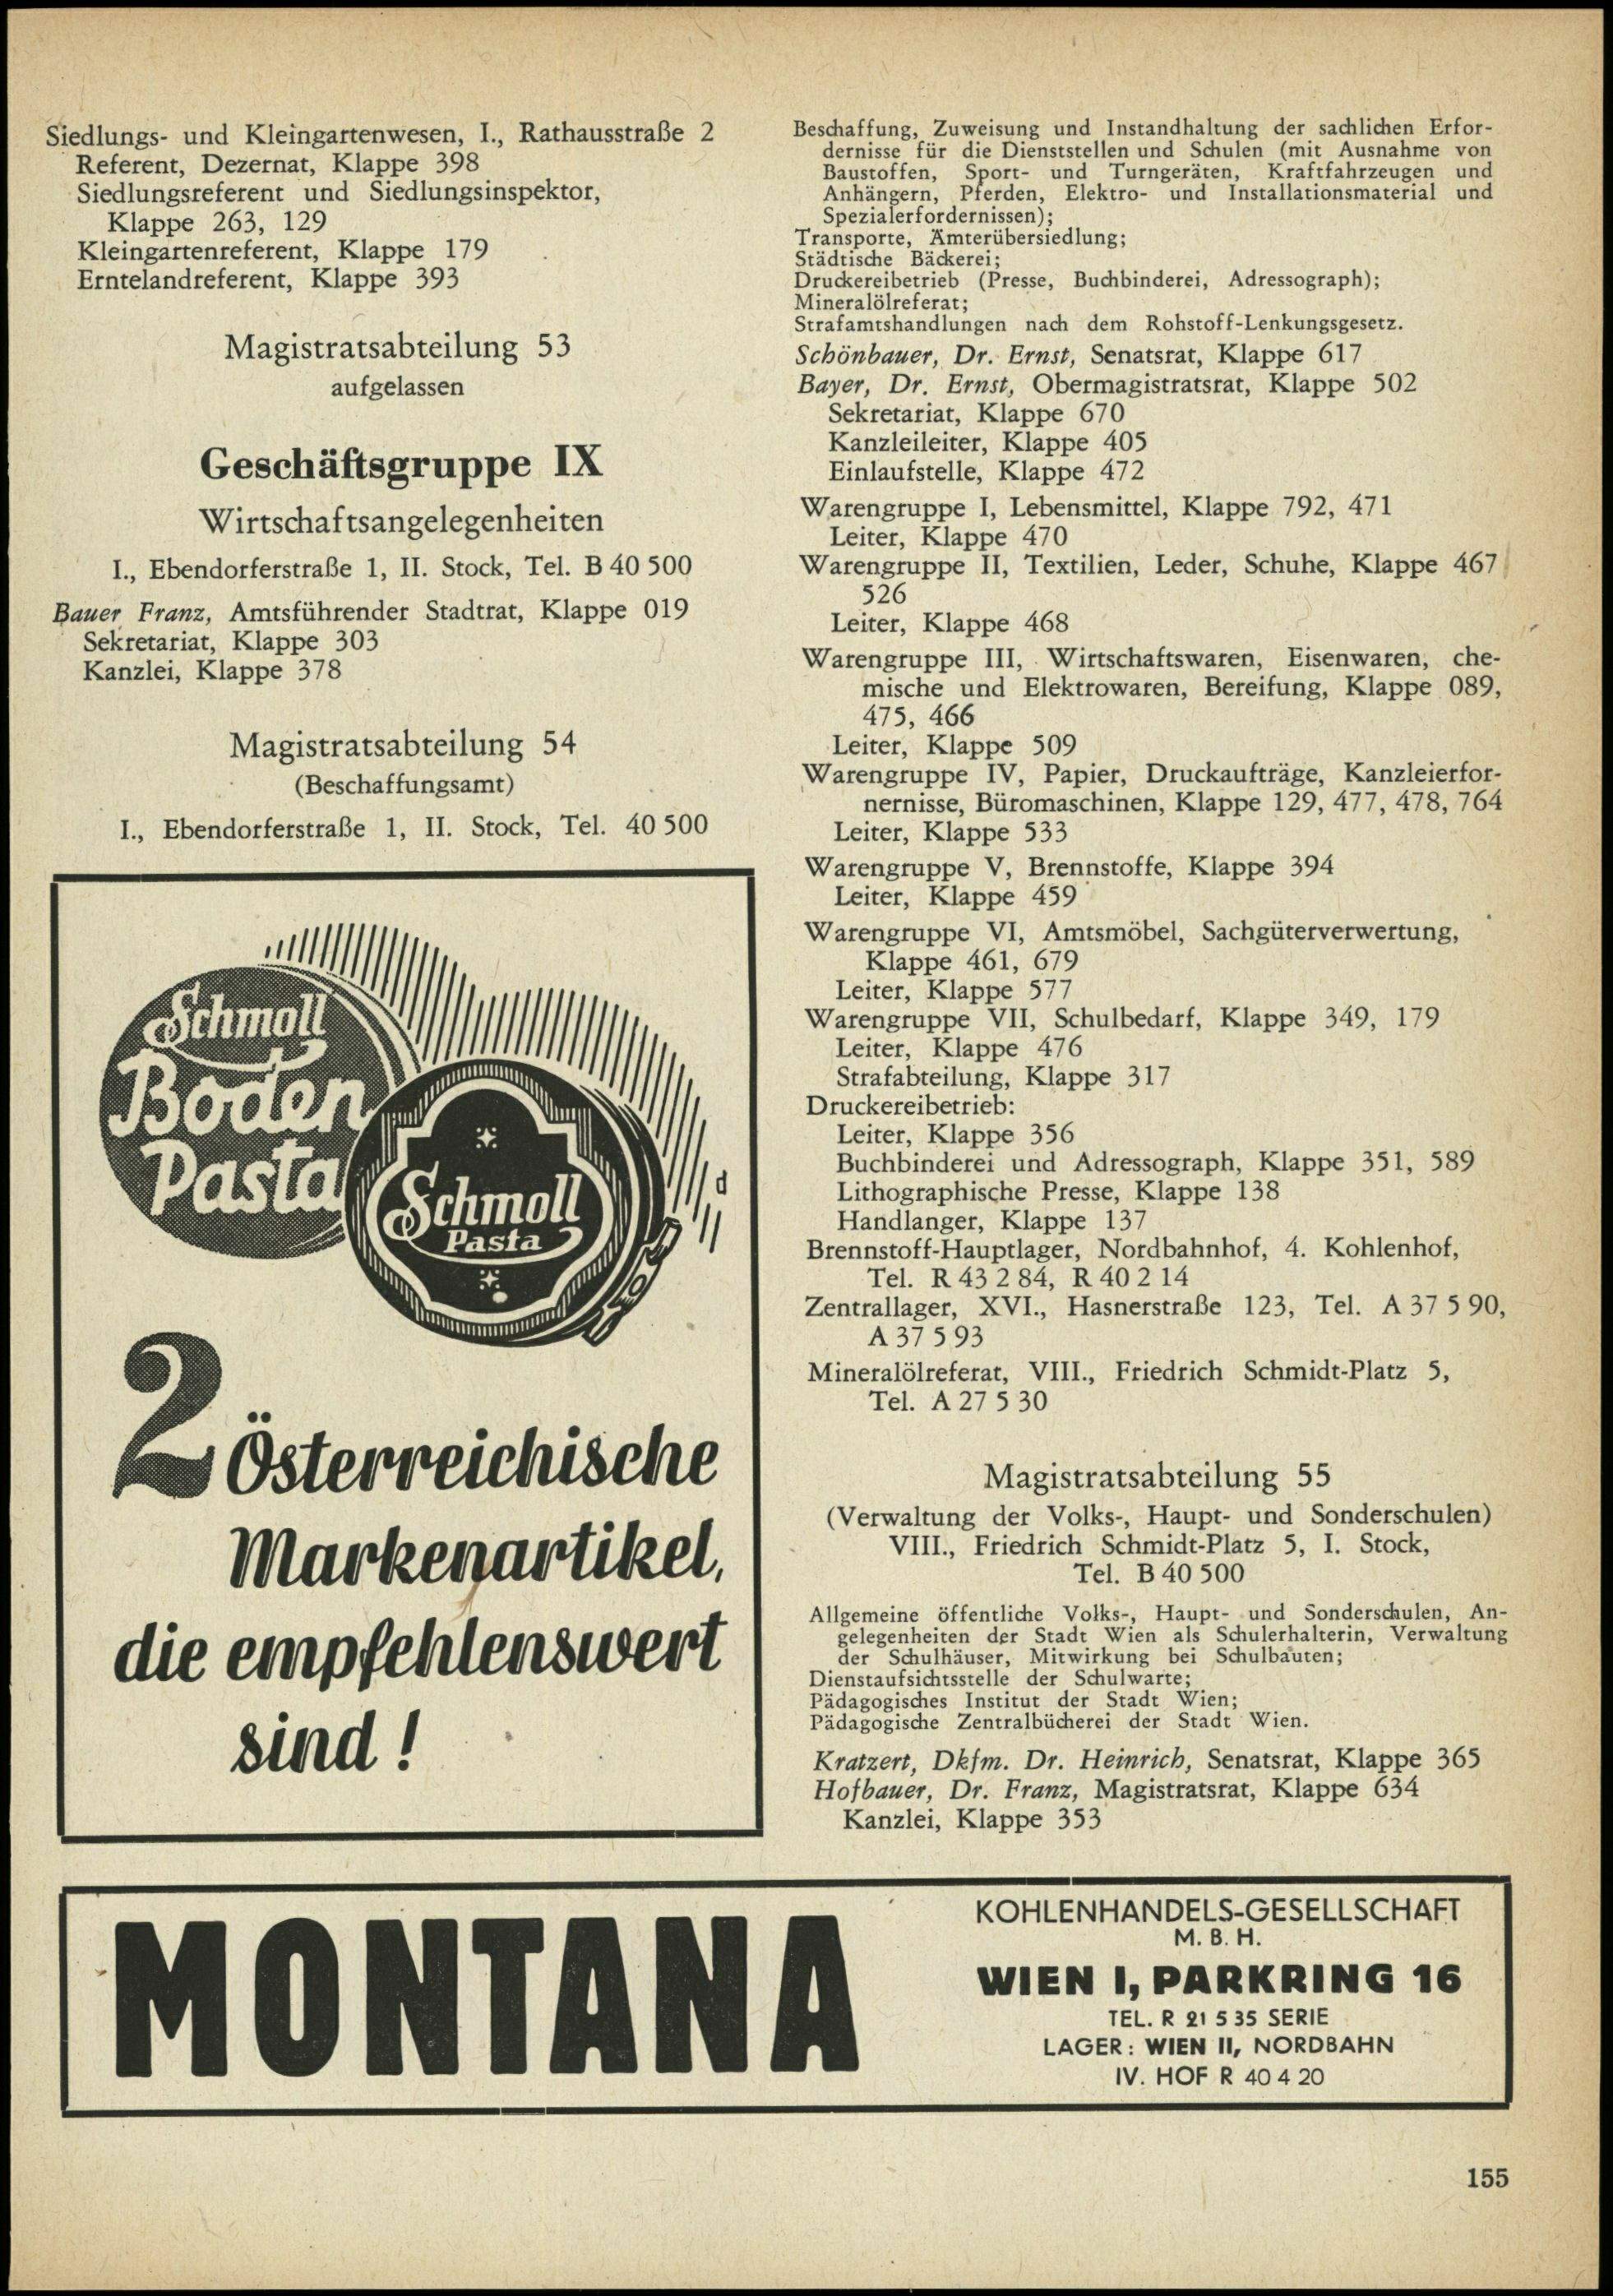 Siedlungs- und Kleingartenwesen, I., Rathausstraße 2
Referent, Dezernat, Klappe 398
Siedlungsreferent und Siedlungsinspektor,
Klappe 263, 129
Kleingartenreferent, Klappe 179
Erntelandreferent, Klappe 393
Magistratsabteilung 53
aufgelassen
Geschäftsgruppe IX
Wirtschaftsangelegenheiten
I., Ebendorferstraße 1, II. Stock, Tel. B 40 500
Bauer Franz, Amtsführender Stadtrat, Klappe 019
Sekretariat, Klappe 303
Kanzlei, Klappe 378
Magistratsabteilung 54
(Beschaffungsamt)
I., Ebendorferstraße 1, II. Stock, Tel. 40 500
Schmoll
Boden
Pasta
Schmoll
Pasta
d
2 Österreichische
Markenartikel,
die empfehlenswert
sind !
Beschaffung, Zuweisung und Instandhaltung der sachlichen Erfor-
dernisse für die Dienststellen und Schulen (mit Ausnahme von
Baustoffen, Sport- und Turngeräten, Kraftfahrzeugen und
Anhängern, Pferden, Elektro- und Installationsmaterial und
Spezialerfordernissen);
Transporte, Ämterübersiedlung;
Städtische Bäckerei;
Druckereibetrieb (Presse, Buchbinderei, Adressograph);
Mineralölreferat;
Strafamtshandlungen nach dem Rohstoff-Lenkungsgesetz.
Schönbauer, Dr. Ernst, Senatsrat, Klappe 617
Bayer, Dr. Ernst, Obermagistratsrat, Klappe 502
Sekretariat, Klappe 670
Kanzleileiter, Klappe 405
Einlaufstelle, Klappe 472
Warengruppe I, Lebensmittel, Klappe 792, 471
Leiter, Klappe 470
Warengruppe II, Textilien, Leder, Schuhe, Klappe 467
526
Leiter, Klappe 468
Warengruppe III, Wirtschaftswaren, Eisenwaren, che-
mische und Elektrowaren, Bereifung, Klappe 089,
475, 466
Leiter, Klappe 509
Warengruppe IV, Papier, Druckaufträge, Kanzleierfor-
nernisse, Büromaschinen, Klappe 129, 477, 478, 764
Leiter, Klappe 533
Warengruppe V, Brennstoffe, Klappe 394
Leiter, Klappe 459
Warengruppe VI, Amtsmöbel, Sachgüterverwertung,
Klappe 461, 679
Leiter, Klappe 577
Warengruppe VII, Schulbedarf, Klappe 349, 179
Leiter, Klappe 476
Strafabteilung, Klappe 317
Druckereibetrieb:
Leiter, Klappe 356
Buchbinderei und Adressograph, Klappe 351, 589
Lithographische Presse, Klappe 138
Handlanger, Klappe 137
Brennstoff-Hauptlager, Nordbahnhof, 4. Kohlenhof,
Tel. R 43 2 84, R 40 2 14
Zentrallager, XVI., Hasnerstraße 123, Tel. A 37 5 90,
A 37 5 93
Mineralölreferat, VIII., Friedrich Schmidt-Platz 5,
Tel. A 27 5 30
Magistratsabteilung 55
(Verwaltung der Volks-, Haupt- und Sonderschulen)
VIII., Friedrich Schmidt-Platz 5, I. Stock,
Tel. B 40 500
Allgemeine öffentliche Volks-, Haupt- und Sonderschulen, An-
gelegenheiten der Stadt Wien als Schulerhalterin, Verwaltung
der Schulhäuser, Mitwirkung bei Schulbauten;
Dienstaufsichtsstelle der Schulwarte;
Pädagogisches Institut der Stadt Wien;
Pädagogische Zentralbücherei der Stadt Wien.
Kratzert, Dkfm. Dr. Heinrich, Senatsrat, Klappe 365
Hofbauer, Dr. Franz, Magistratsrat, Klappe 634
Kanzlei, Klappe 353
MONTANA
KOHLENHANDELS-GESELLSCHAFT
M. B. H.
WIEN I, PARKRING 16
TEL. R 21 5 35 SERIE
LAGER : WIEN II, NORDBAHN
IV. HOF R 40 4 20
155